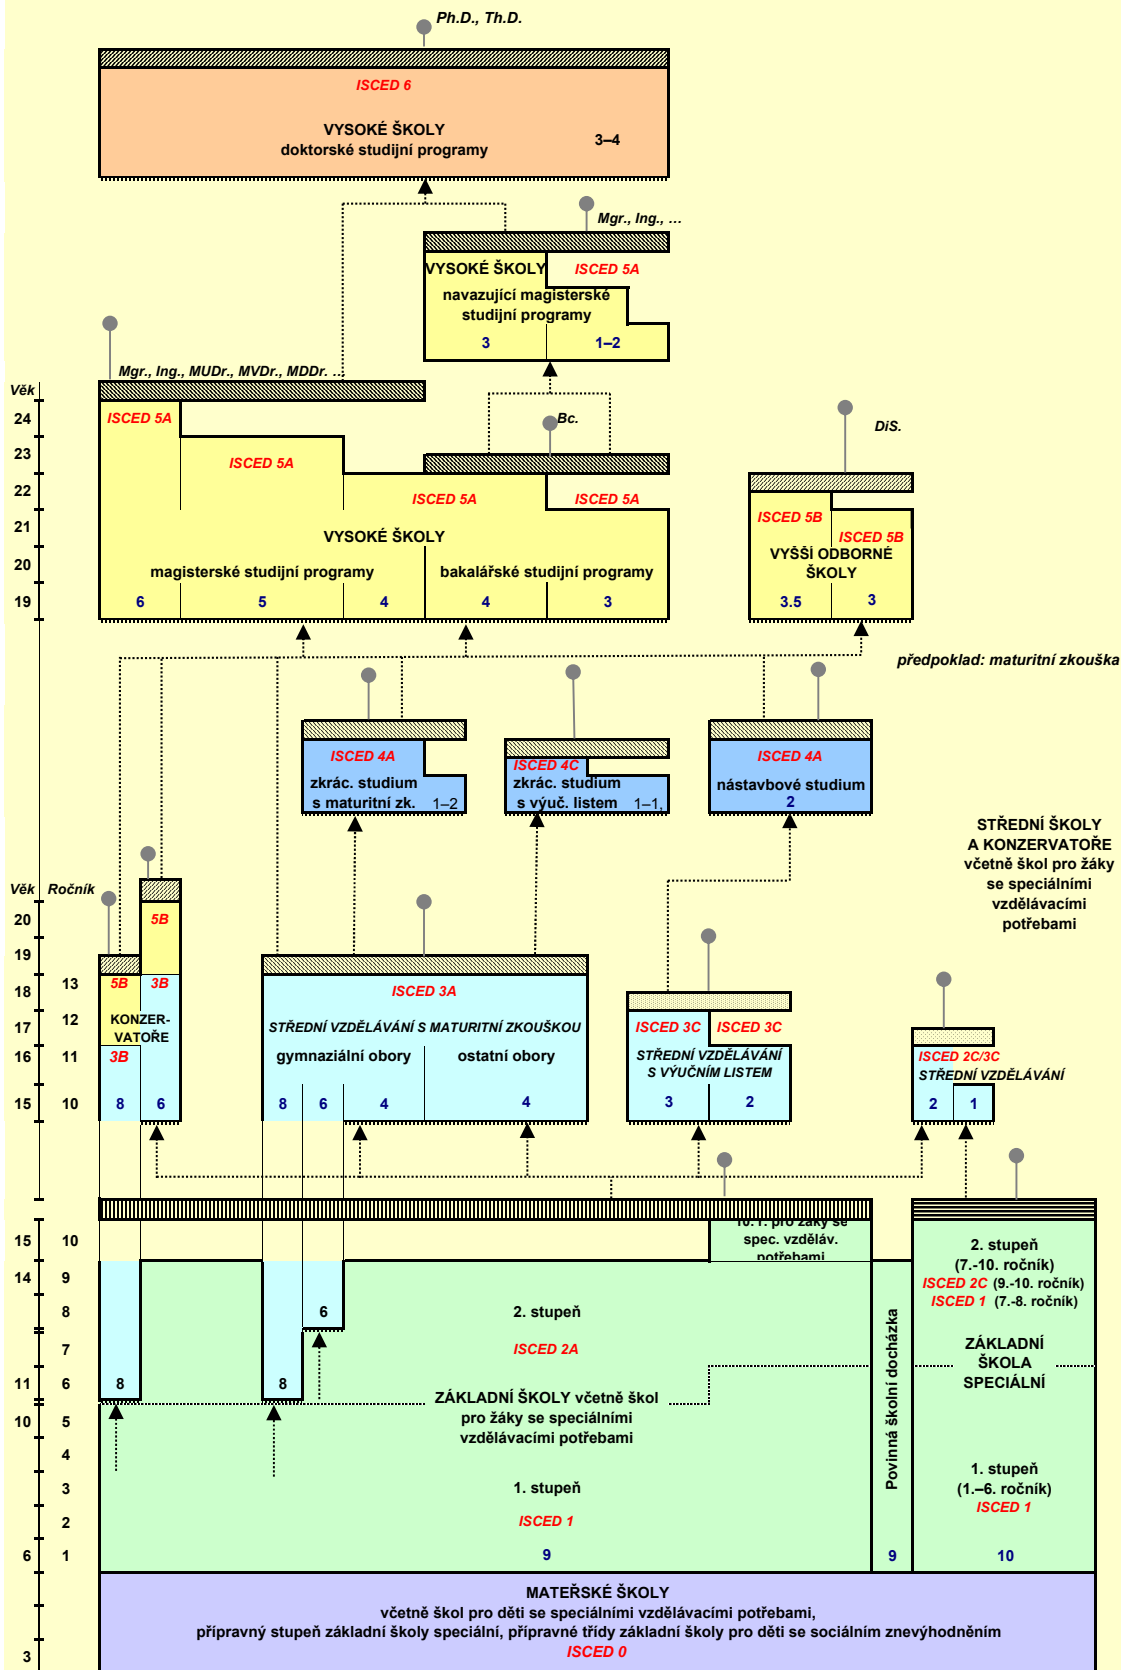 Ph.D., Th.D.
ISCED 6
VYSOKÉ ŠKOLY
doktorské studijní programy
3–4
Mgr., Ing., …
VYSOKÉ ŠKOLY
ISCED 5A
navazující magisterské
studijní programy
3
1–2
Mgr., Ing., MUDr., MVDr., MDDr. …
Věk
24
ISCED 5A
Bc.
DiS.
23
ISCED 5A
22
ISCED 5A
ISCED 5A
21
ISCED 5B
VYSOKÉ ŠKOLY
ISCED 5B
20
VYŠŠÍ ODBORNÉ
ŠKOLY
magisterské studijní programy
bakalářské studijní programy
19
6
5
4
4
3
3.5
3
předpoklad: maturitní zkouška
ISCED 4A
zkrác. studium
s maturitní zk.
1–2
ISCED 4C
zkrác. studium
s výuč. listem
1–1,
ISCED 4A
nástavbové studium
2
STŘEDNÍ ŠKOLY
A KONZERVATOŘE
včetně škol pro žáky
se speciálními
vzdělávacími
potřebami
Věk
Ročník
20
5B
19
18
13
5B
3B
ISCED 3A
17
12
KONZER-
VATOŘE
STŘEDNÍ VZDĚLÁVÁNÍ S MATURITNÍ ZKOUŠKOU
ISCED 3C
ISCED 3C
16
11
3B
gymnaziální obory
ostatní obory
STŘEDNÍ VZDĚLÁVÁNÍ
S VÝUČNÍM LISTEM
ISCED 2C/3C
STŘEDNÍ VZDĚLÁVÁNÍ
15
10
8
6
8
6
4
4
3
2
2
1
15
10
10. r. pro žáky se
spec. vzděláv.
potřebami
2. stupeň
(7.-10. ročník)
ISCED 2C (9.-10. ročník)
ISCED 1 (7.-8. ročník)
14
9
8
6
2. stupeň
7
ISCED 2A
ZÁKLADNÍ
ŠKOLA
SPECIÁLNÍ
11
6
8
8
ZÁKLADNÍ ŠKOLY včetně škol
pro žáky se speciálními
vzdělávacími potřebami
Povinná školní docházka
10
5
4
3
1. stupeň
1. stupeň
(1.–6. ročník)
ISCED 1
2
ISCED 1
6
1
9
9
10
MATEŘSKÉ ŠKOLY
včetně škol pro děti se speciálními vzdělávacími potřebami,
přípravný stupeň základní školy speciální, přípravné třídy základní školy pro děti se sociálním znevýhodněním
ISCED 0
3